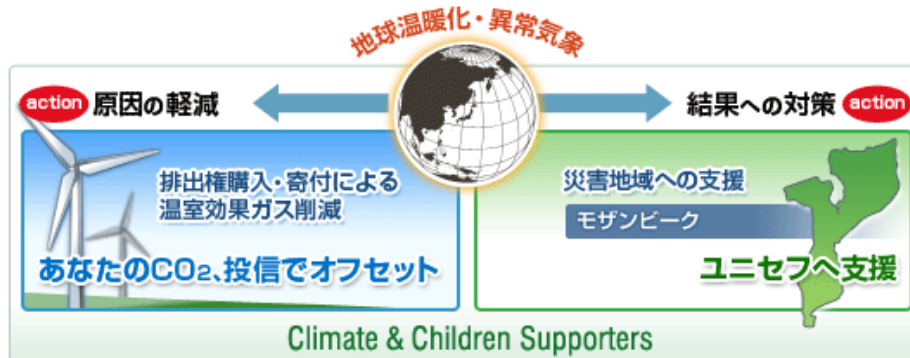 地球温暖化・異常気象
action 原因の軽減
結果への対策 action
排出権購入・寄付による
温室効果ガス削減
あなたのCO₂、投信でオフセット
災害地域への支援
モザンビーク
ユニセフへ支援
Climate & Children Supporters